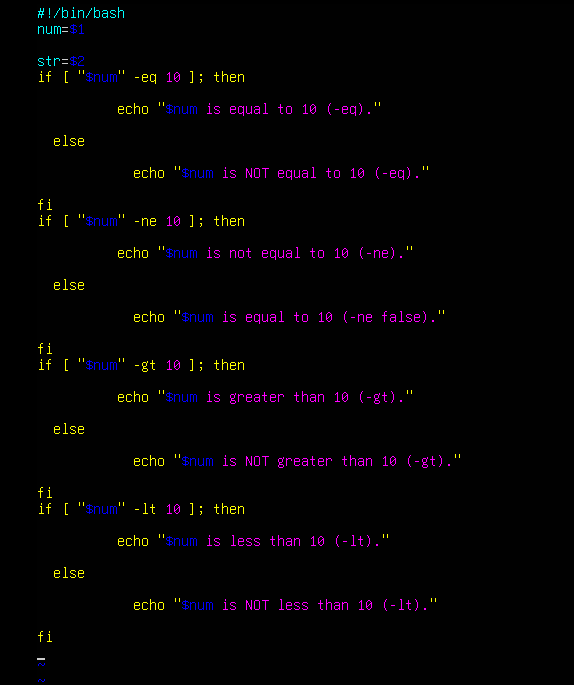 #!/bin/bash
num=$1
str=$2
if [ "$num" -eq 10 ]; then
echo "$num is equal to 10 (-eq)."
else
echo "$num is NOT equal to 10 (-eq)."
fi
if [ "$num" -ne 10 ]; then
echo "$num is not equal to 10 (-ne)."
else
echo "$num is equal to 10 (-ne false)."
fi
if [ "$num" -gt 10 ]; then
echo "$num is greater than 10 (-gt)."
else
echo "$num is NOT greater than 10 (-gt)."
fi
if [ "$num" -lt 10 ]; then
echo "$num is less than 10 (-lt)."
else
echo "$num is NOT less than 10 (-lt)."
fi
~
~